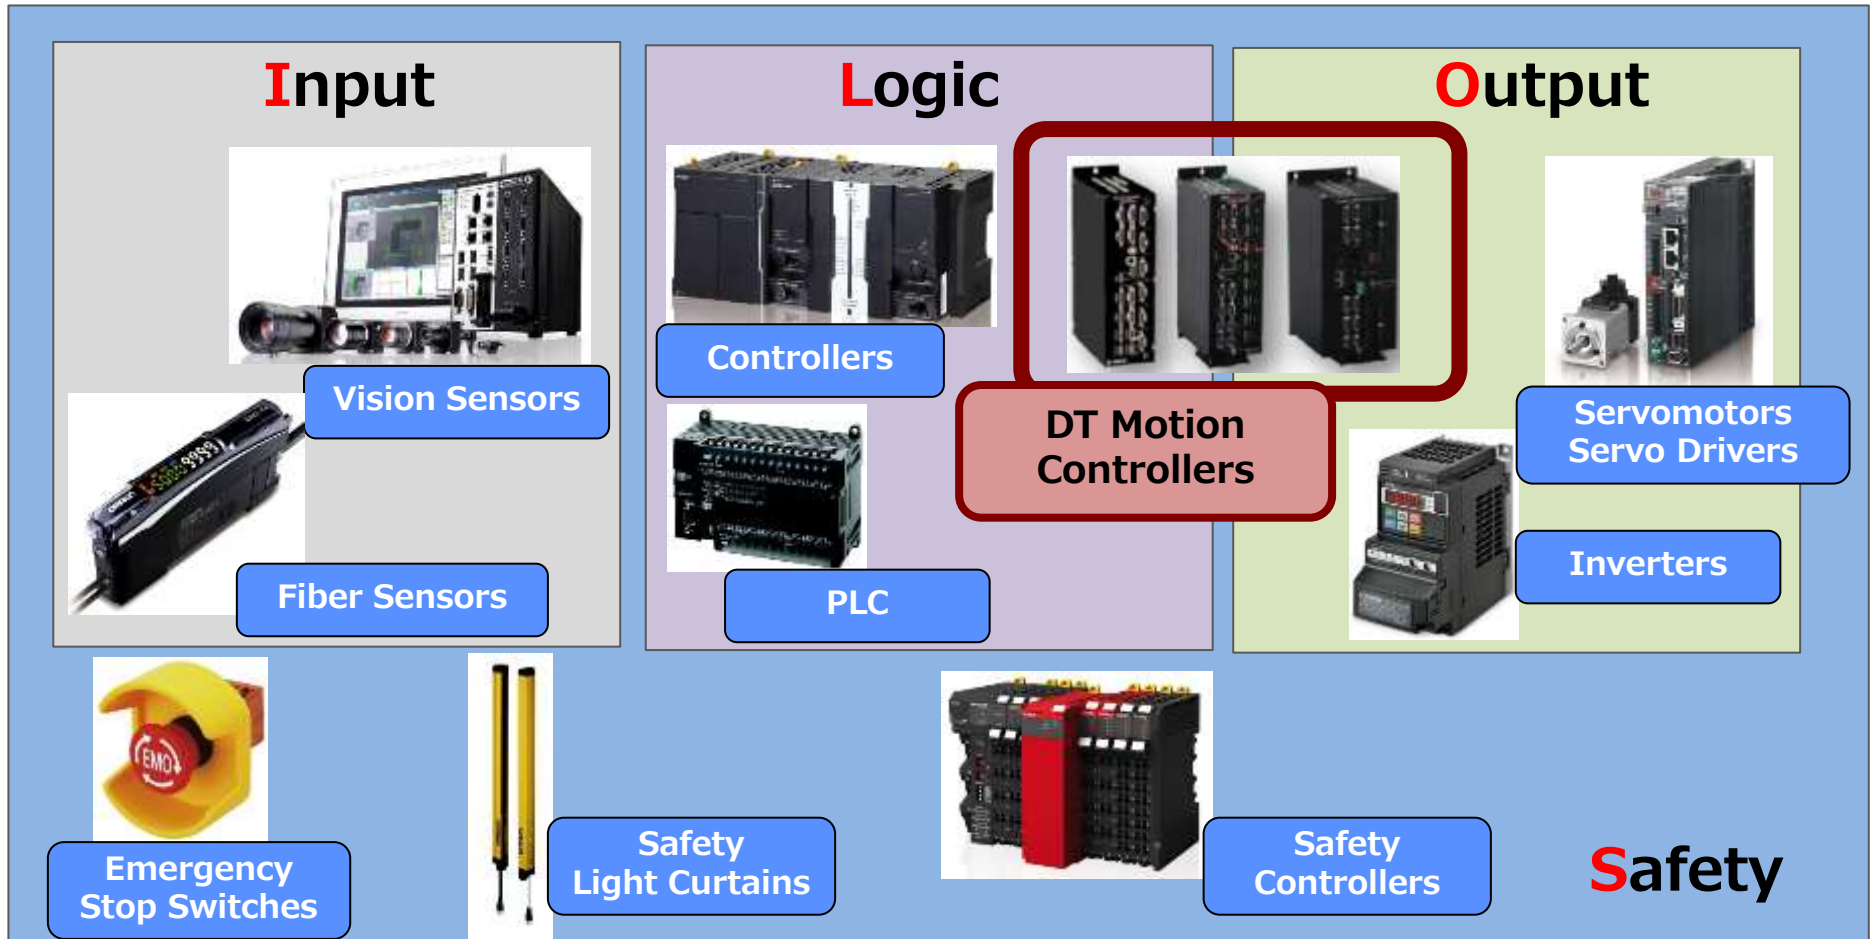 Input
Logic
Output
Vision Sensors
Fiber Sensors
Controllers
PLC
DT Motion
Controllers
Servomotors
Servo Drivers
Inverters
EMO
Emergency
Stop Switches
Safety
Light Curtains
Safety
Controllers
Safety